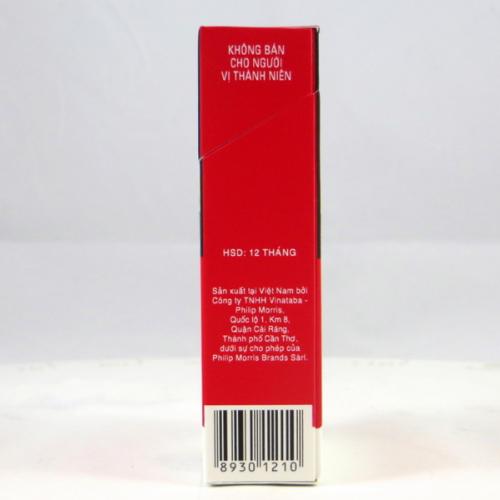 KHÔNG BÁN
CHO NGƯỜI
VỊ THÀNH NIÊN
HSD: 12 THÁNG
Sản xuất tại Việt Nam bởi
Công ty TNHH Vinataba -
Philip Morris,
Quốc lộ 1, Km 8,
Quận Cái Răng,
Thành phố Cần Thơ,
dưới sự cho phép của
Philip Morris Brands Sàrl.
8930 1210